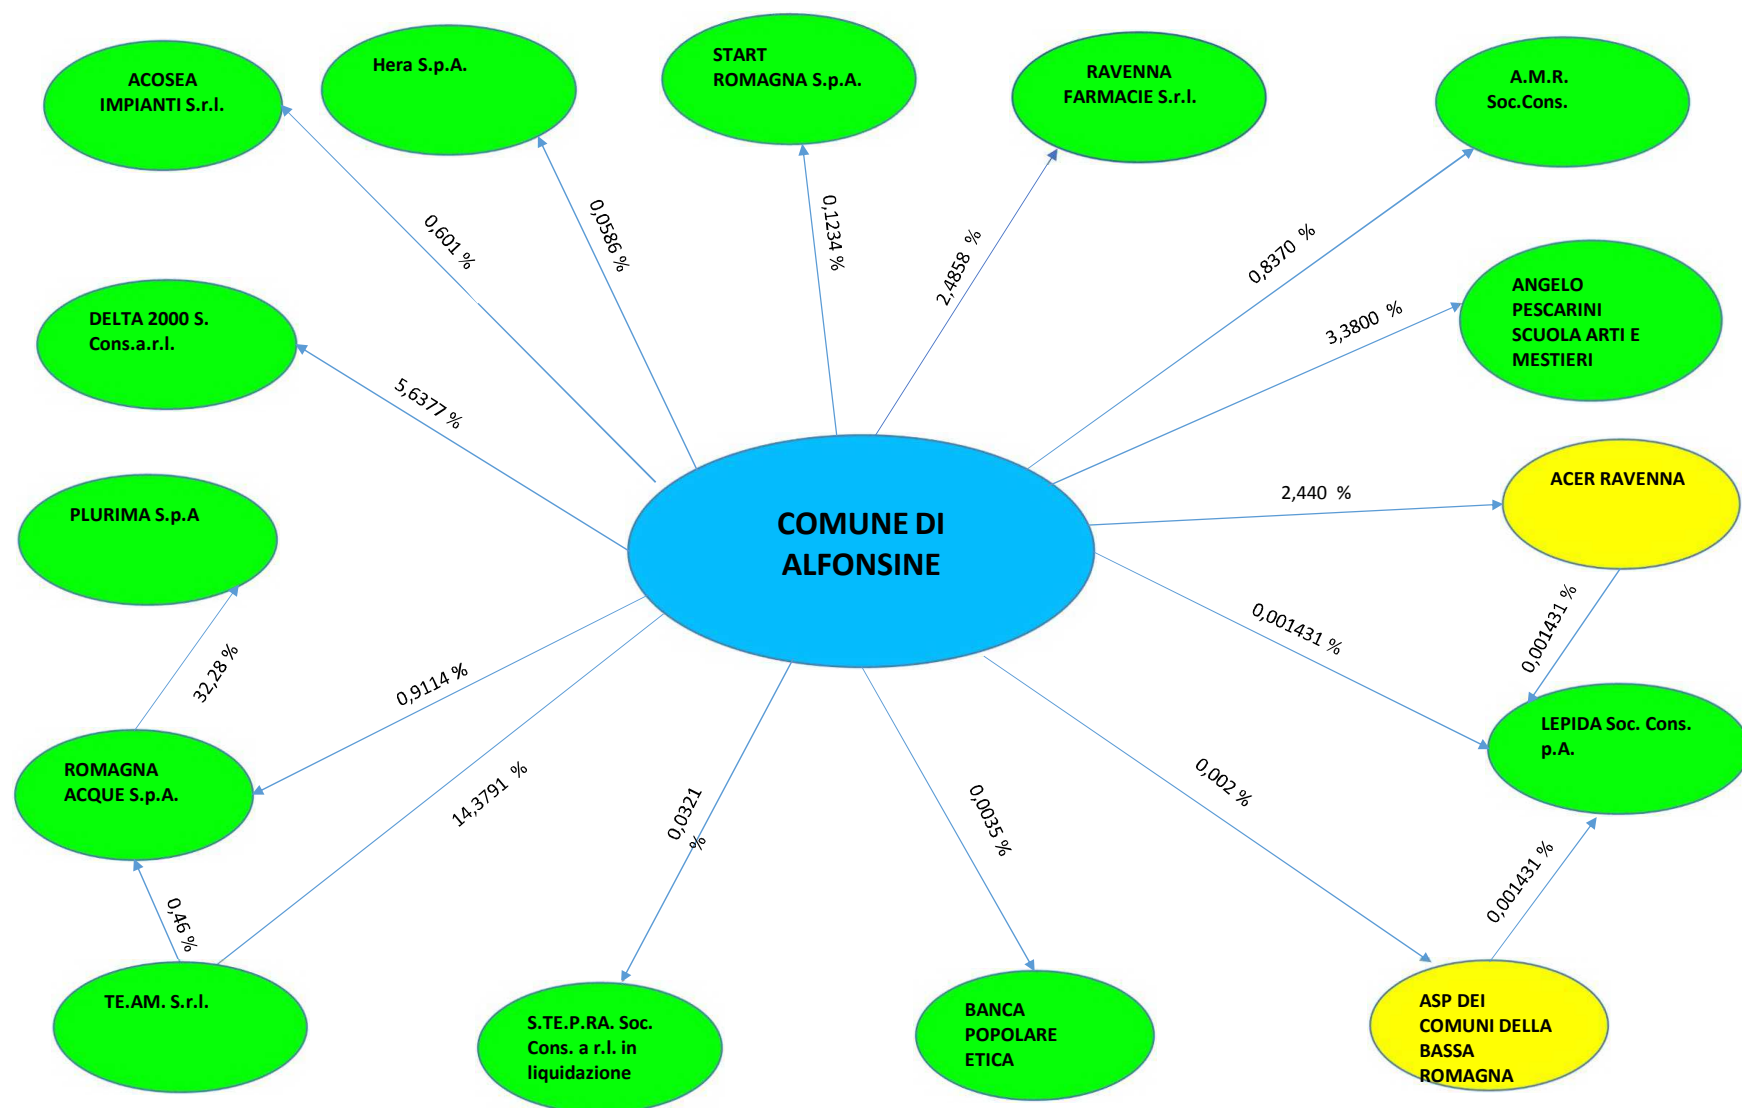 ACOSEA
IMPIANTI S.r.l.
Hera S.p.A.
START
ROMAGNA S.p.A.
RAVENNA
FARMACIE S.r.l.
A.M.R.
Soc.Cons.
0,601 %
0,0586 %
0,1234 %
2,4858 %
0,8370 %
DELTA 2000 S.
Cons.a.r.l.
5,6377 %
3,3800 %
ANGELO
PESCARINI
SCUOLA ARTI E
MESTIERI
PLURIMA S.p.A
COMUNE DI
ALFONSINE
2,440 %
ACER RAVENNA
32,28 %
0,9114 %
0,001431 %
0,001431 %
ROMAGNA
ACQUE S.p.A.
14,3791 %
0,0321
%
0,0035 %
0,002 %
LEPIDA Soc. Cons.
p.A.
0,46 %
0,001431 %
TE.AM. S.r.l.
S.TE.P.RA. Soc.
Cons. a r.l. in
liquidazione
BANCA
POPOLARE
ETICA
ASP DEI
COMUNI DELLA
BASSA
ROMAGNA